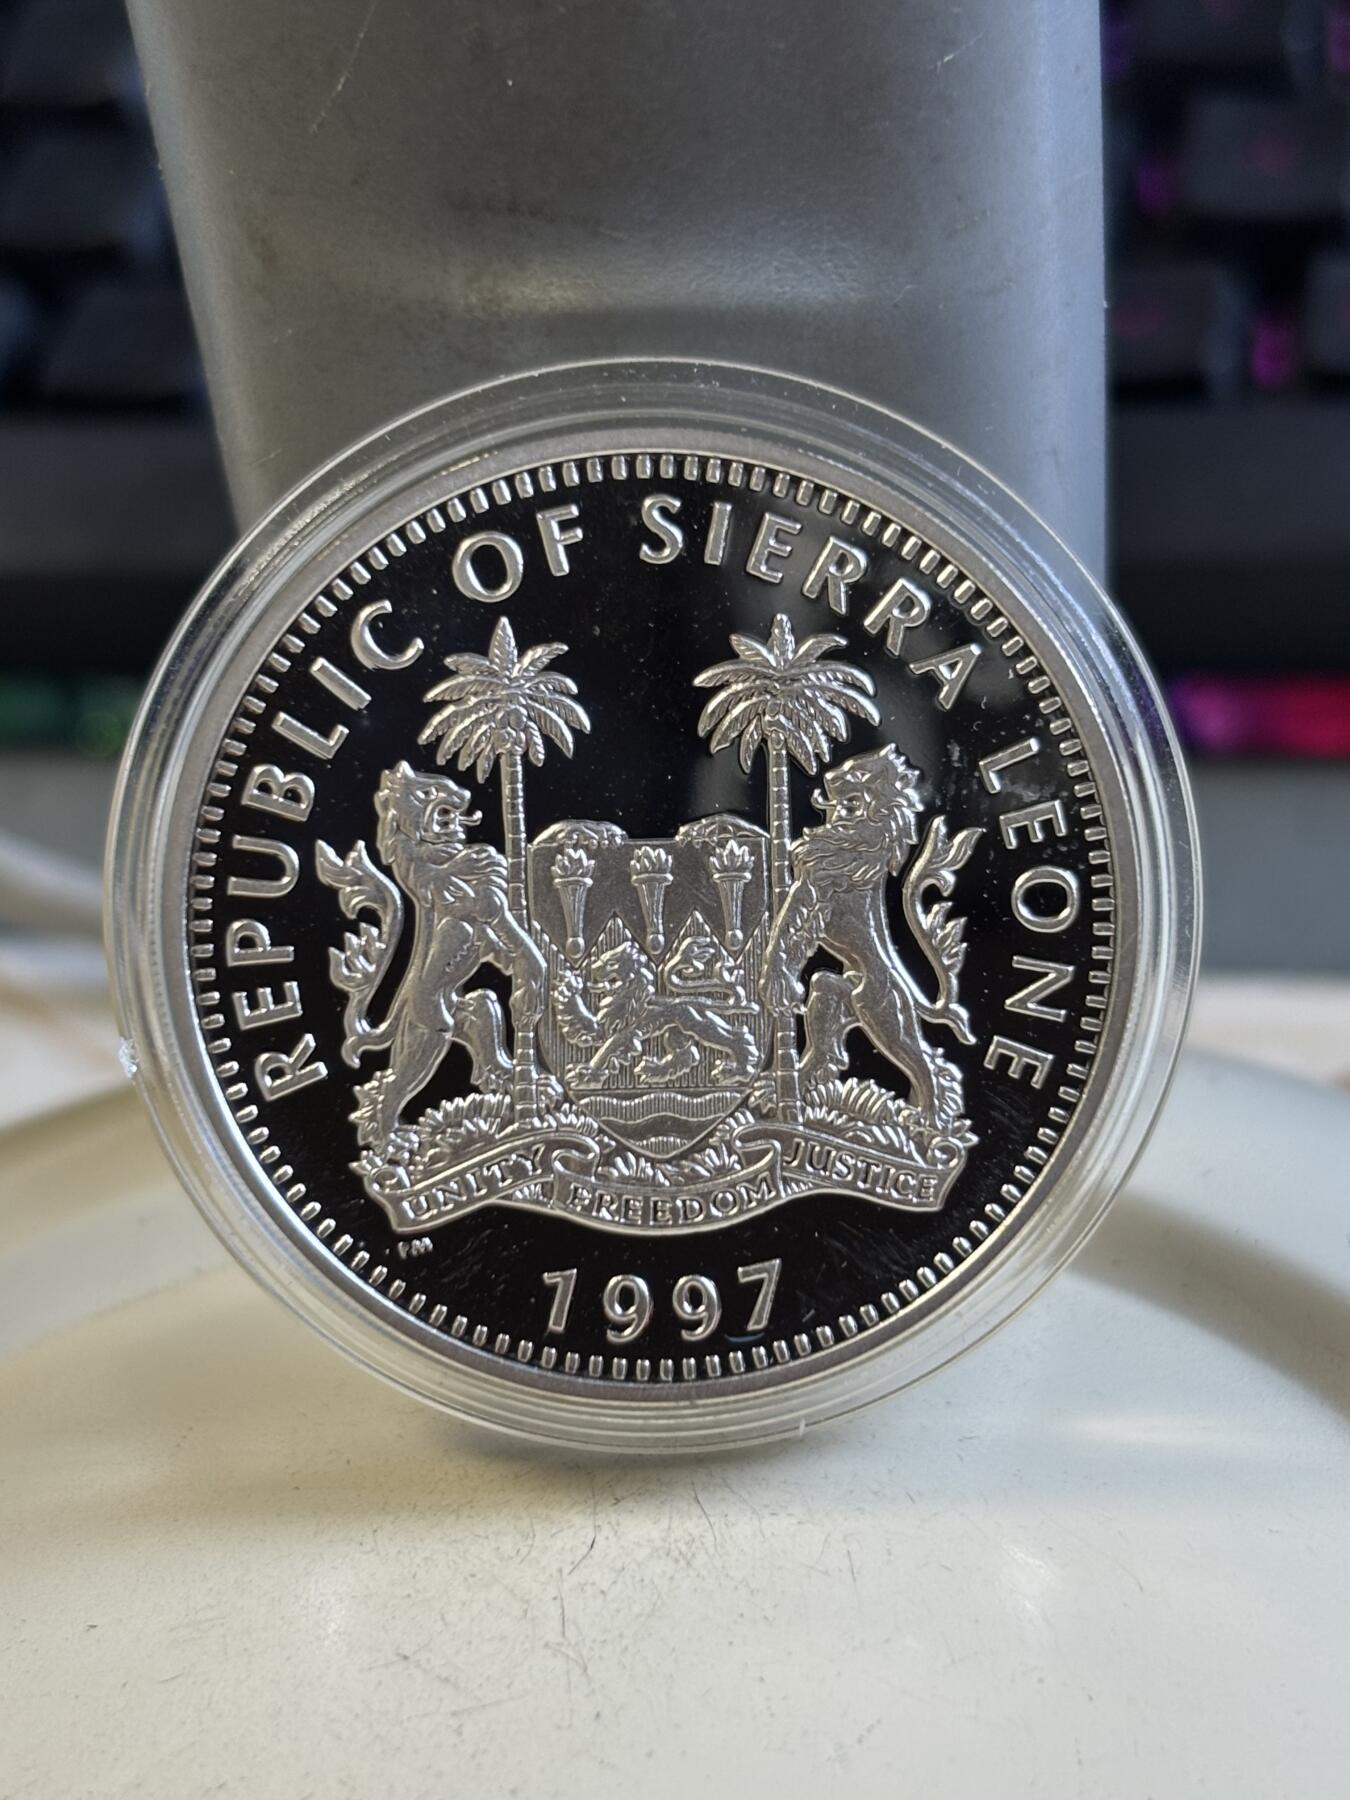 REPUBLIC OF SIERRA LEONE
UNITY FREEDOM JUSTICE
PM
1997